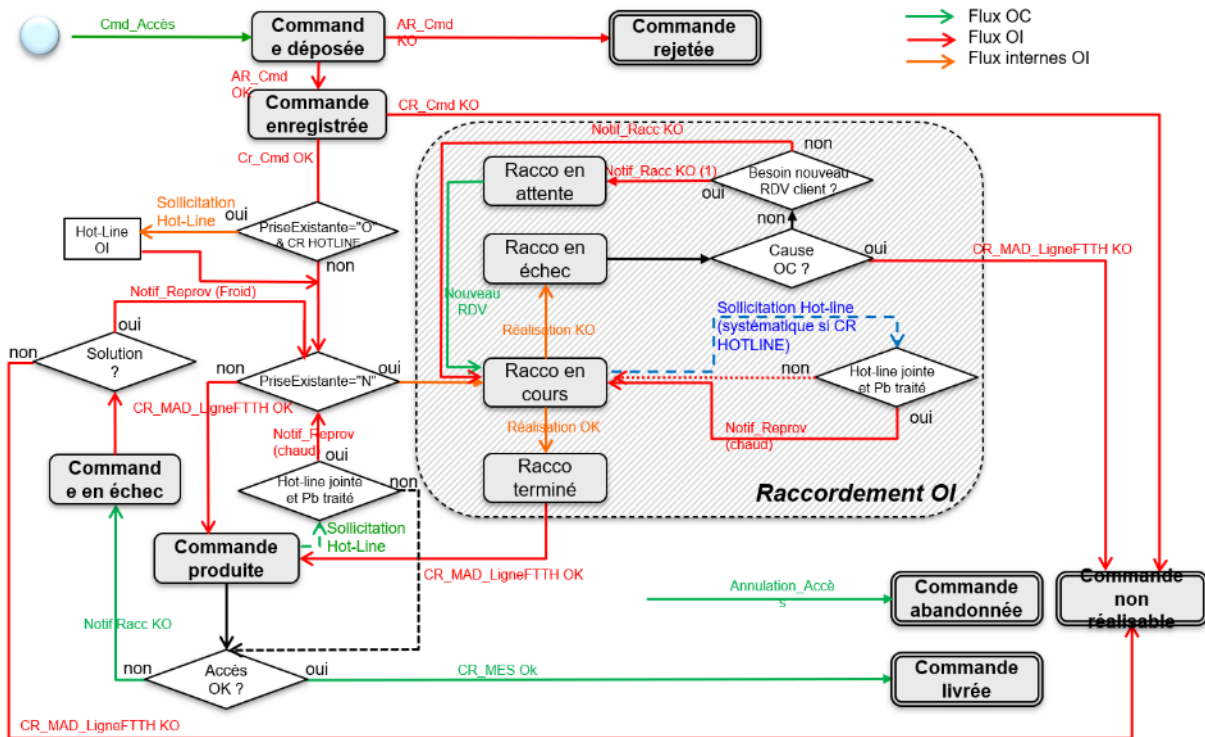 Cmd_Accès
Command
e déposée
AR_Cmd
KO
Commande
rejetée
Flux OC
Flux OI
Flux internes OI
AR_Cmd
OK
Commande
enregistrée
CR_Cmd KO
Cr_Cmd OK
Notif_Racc KO
non
Racco en
attente
Notif_Racc KO (1)
oui
Besoin nouveau
RDV client ?
non
Sollicitation
Hot-Line
oui
PriseExistante="O"
& CR HOTLINE
non
Hot-Line
OI
Racco en
échec
Cause
OC ?
oui
CR_MAD_LigneFTTH KO
Notif_Reprov (Froid)
Nouveau
RDV
Réalisation KO
Sollicitation Hot-line
(systématique si CR
HOTLINE)
oui
non
Solution
?
non
PriseExistante="N"
oui
Racco en
cours
non
Hot-line jointe
et Pb traité
oui
CR_MAD_LigneFTTH OK
Réalisation OK
Notif_Reprov
(chaud)
Notif_Reprov
(chaud)
oui
Command
e en échec
Hot-line jointe
et Pb traité
non
Racco
terminé
Raccordement OI
Sollicitation
Hot-Line
Commande
produite
CR_MAD_LigneFTTH OK
Annulation_Accè
s
Commande
abandonnée
Commande
non
réalisable
Notif Racc KO
non
Accès
OK ?
oui
CR_MES Ok
Commande
livrée
CR_MAD_LigneFTTH KO